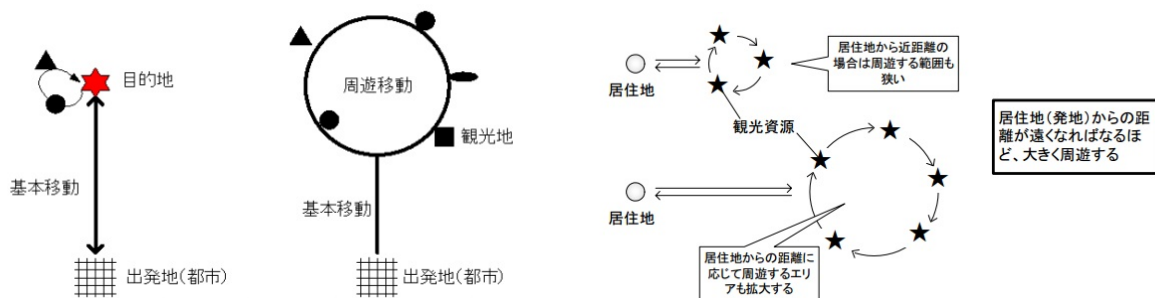 目的地
基本移動
出発地(都市)
周遊移動
観光地
基本移動
出発地(都市)
居住地
居住地から近距離の
場合は周遊する範囲も
狭い
観光資源
居住地
居住地からの距離に
応じて周遊するエリ
アも拡大する
居住地(発地)からの距
離が遠くなればなるほ
ど、大きく周遊する